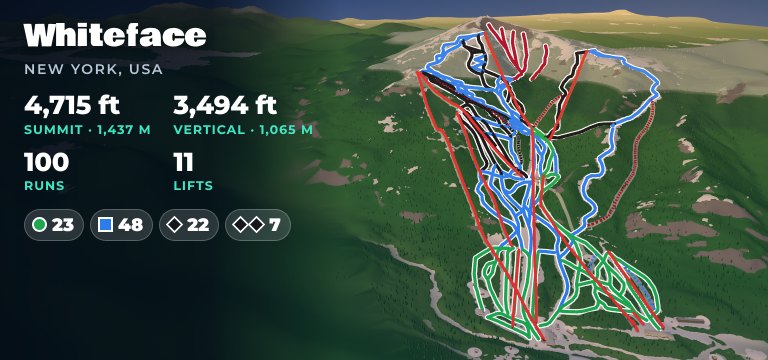 Whiteface
NEW YORK, USA
4,715 ft 3,494 ft
SUMMIT · 1,437 M VERTICAL · 1,065 M
100 11
RUNS LIFTS
23 48 22 7